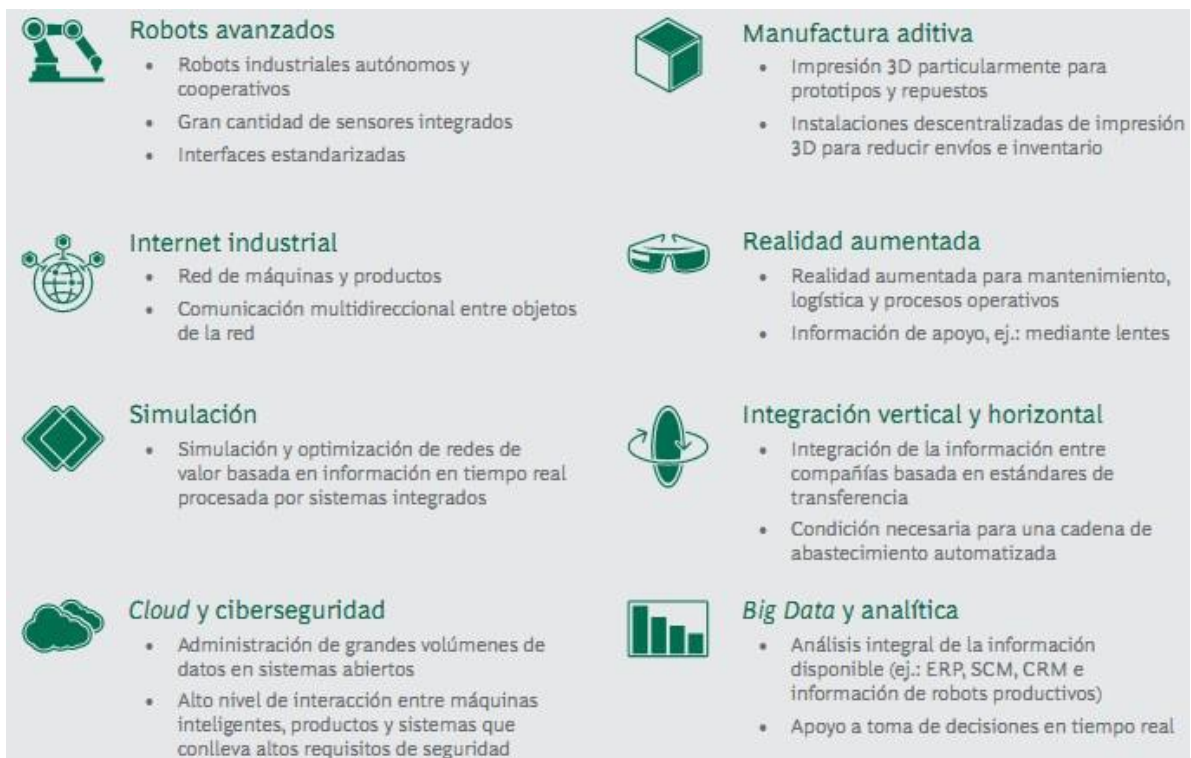 Robots avanzados
• Robots industriales autónomos y
cooperativos
• Gran cantidad de sensores integrados
• Interfaces estandarizadas
Manufactura aditiva
• Impresión 3D particularmente para
prototipos y repuestos
• Instalaciones descentralizadas de impresión
3D para reducir envíos e inventario
Internet industrial
• Red de máquinas y productos
• Comunicación multidireccional entre objetos
de la red
Realidad aumentada
• Realidad aumentada para mantenimiento,
logística y procesos operativos
• Información de apoyo, ej.: mediante lentes
Simulación
• Simulación y optimización de redes de
valor basada en información en tiempo real
procesada por sistemas integrados
Integración vertical y horizontal
• Integración de la información entre
compañías basada en estándares de
transferencia
• Condición necesaria para una cadena de
abastecimiento automatizada
Cloud y ciberseguridad
• Administración de grandes volúmenes de
datos en sistemas abiertos
• Alto nivel de interacción entre máquinas
inteligentes, productos y sistemas que
conlleva altos requisitos de seguridad
Big Data y analítica
• Análisis integral de la información
disponible (ej.: ERP, SCM, CRM e
información de robots productivos)
• Apoyo a toma de decisiones en tiempo real